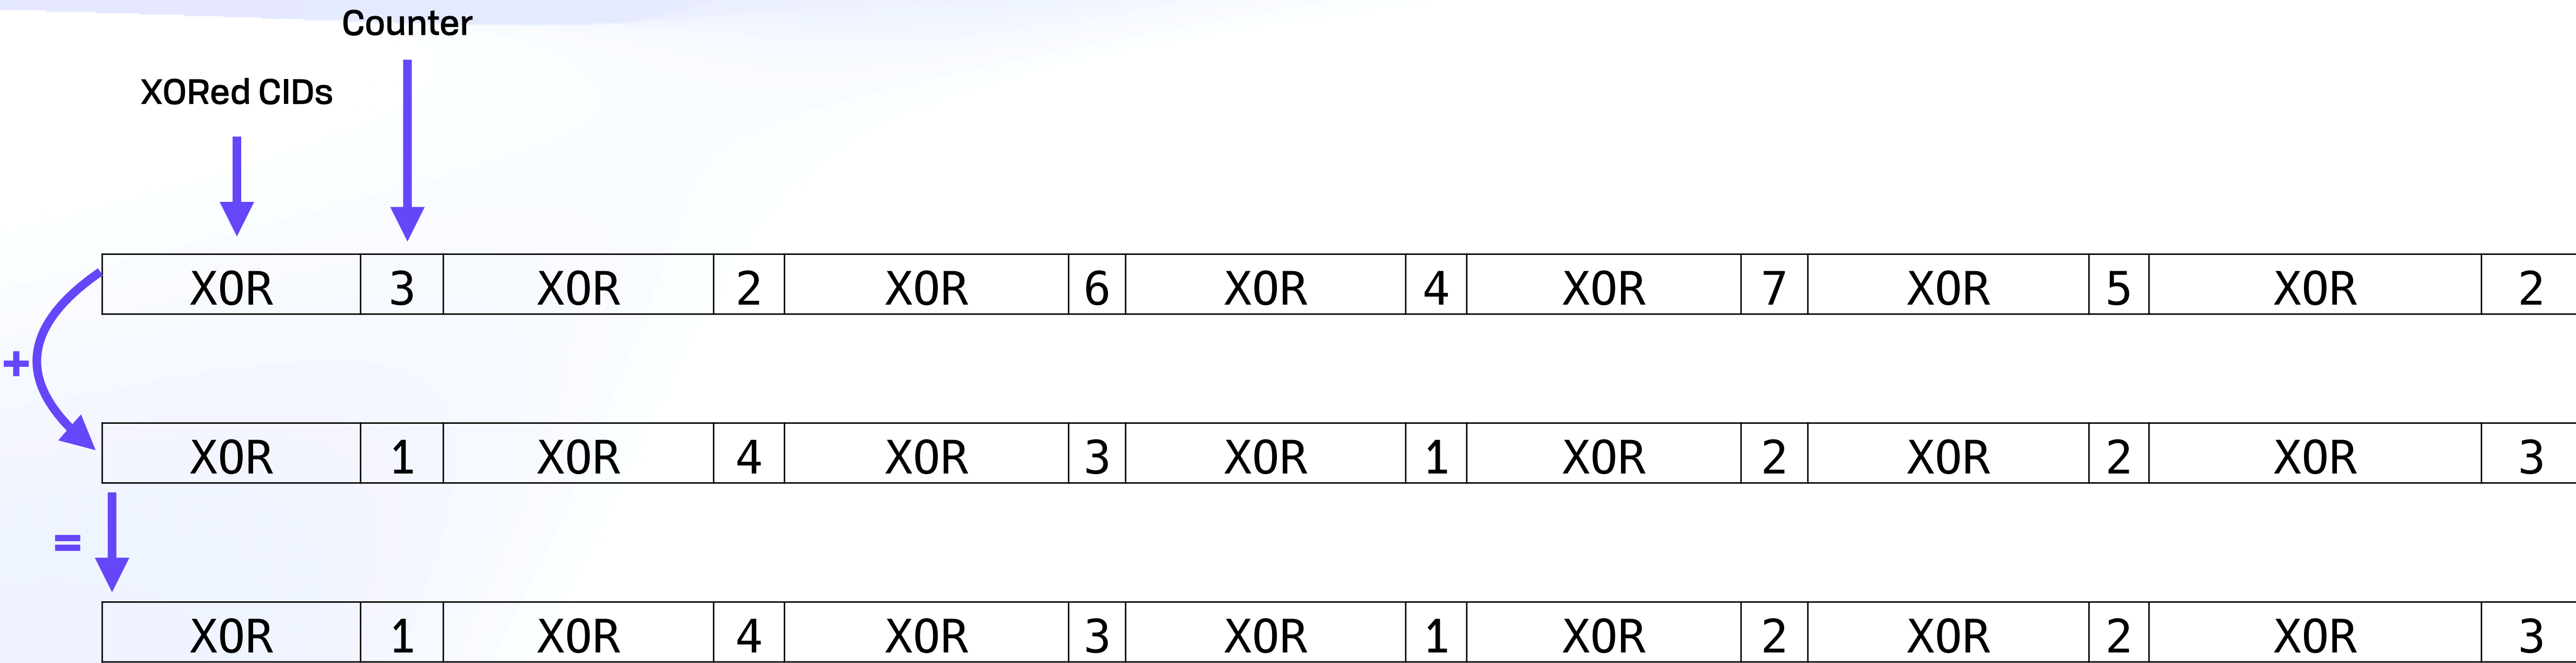 Counter
XORed CIDs
XOR 3 XOR 2 XOR 6 XOR 4 XOR 7 XOR 5 XOR 2
+
XOR 1 XOR 4 XOR 3 XOR 1 XOR 2 XOR 2 XOR 3
=
XOR 1 XOR 4 XOR 3 XOR 1 XOR 2 XOR 2 XOR 3